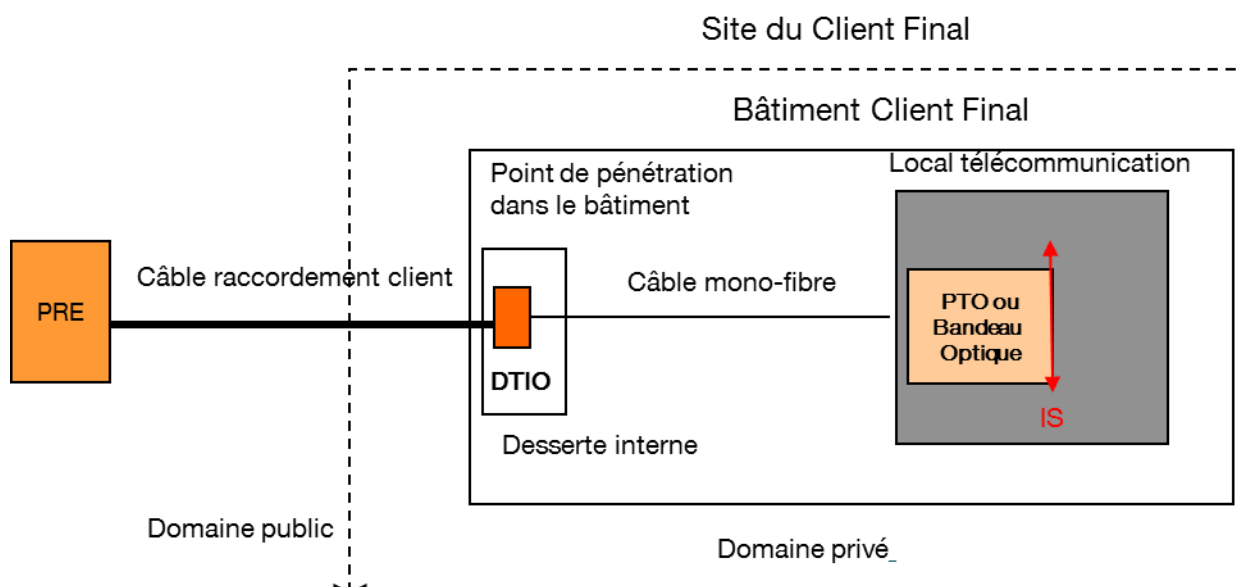 Site du Client Final
Bâtiment Client Final
Local télécommunication
Point de pénétration
dans le bâtiment
Câble raccordement client
Câble mono-fibre
PRE
PTO ou
Bandeau
Optique
DTIO
IS
Desserte interne
Domaine public
Domaine privé